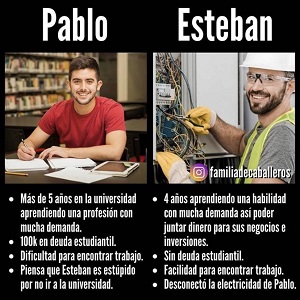 Pablo
Esteban
familiadecaballeros
• Más de 5 años en la universidad
aprendiendo una profesión con
mucha demanda.
• 100k en deuda estudiantil.
• Dificultad para encontrar trabajo.
• Piensa que Esteban es estúpido
por no ir a la universidad.
• 4 años aprendiendo una habilidad
con mucha demanda así poder
juntar dinero para sus negocios e
inversiones.
• Sin deuda estudiantil.
• Facilidad para encontrar trabajo.
• Desconectó la electricidad de Pablo.